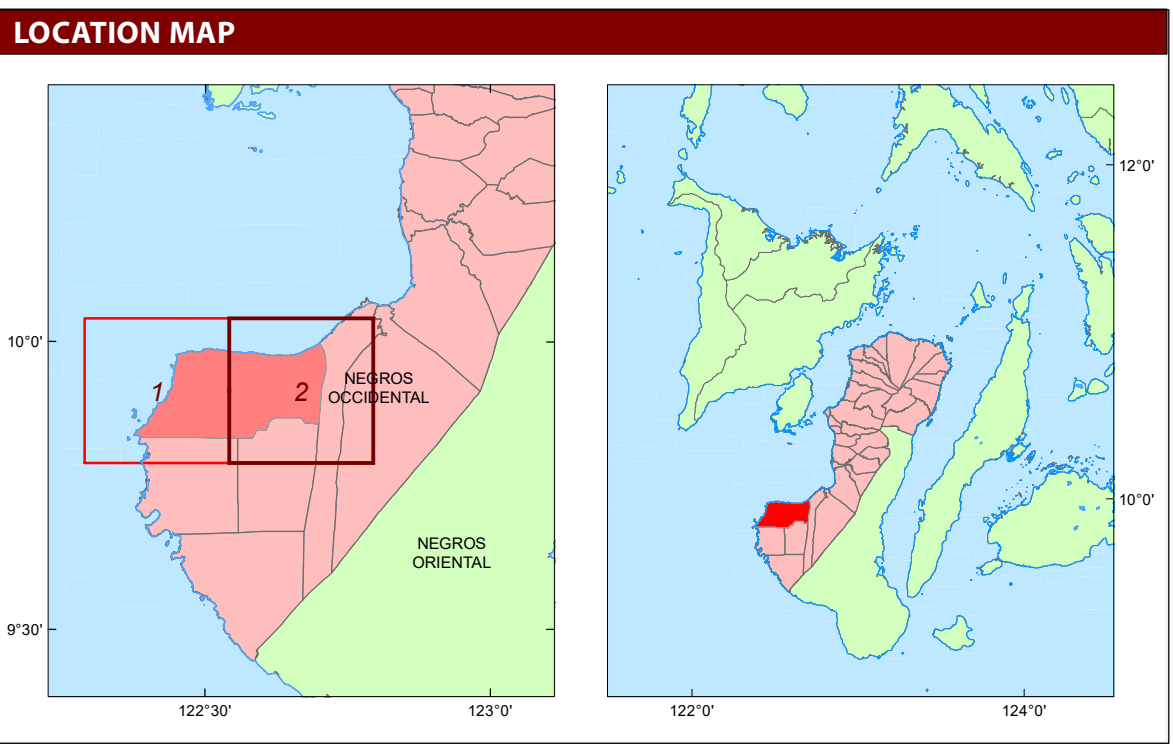 LOCATION MAP
10°0'
9°30'
122°30'
123°0'
1
2
NEGROS
OCCIDENTAL
NEGROS
ORIENTAL
12°0'
10°0'
122°0'
124°0'